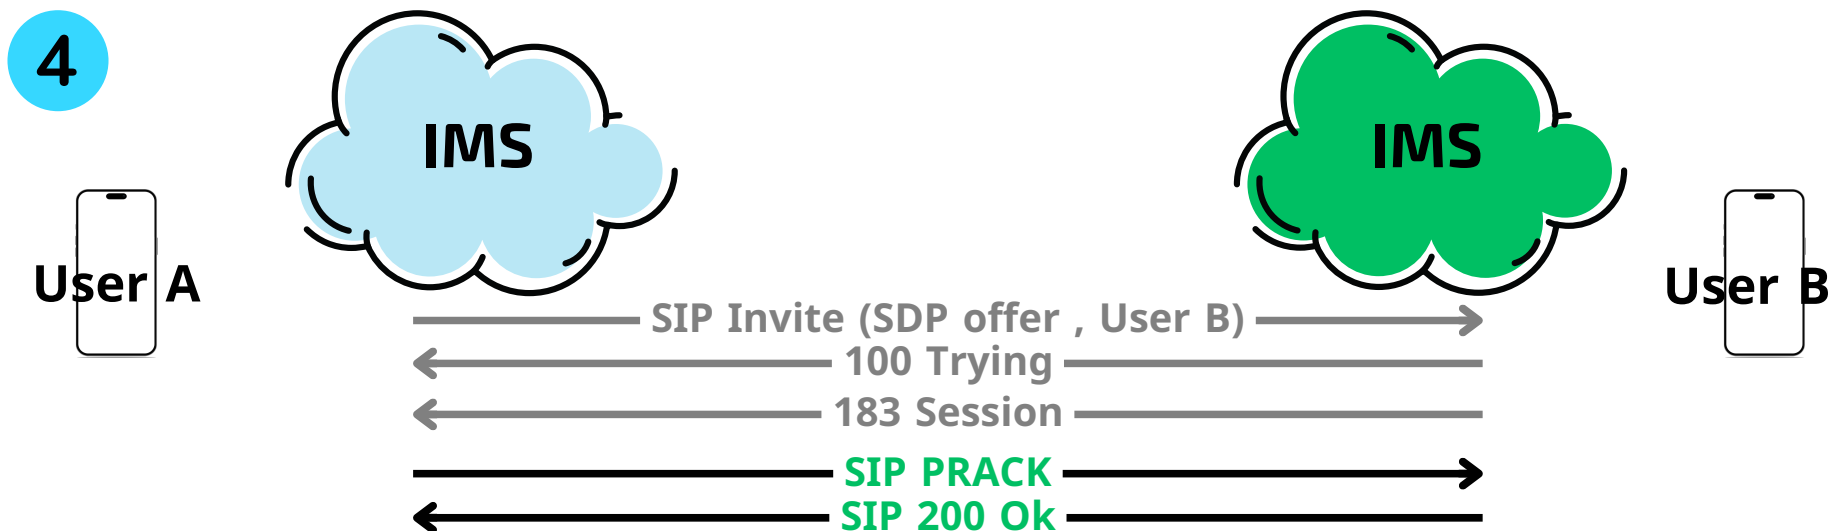 4
IMS
IMS
User A
User B
SIP Invite (SDP offer , User B)
100 Trying
183 Session
SIP PRACK
SIP 200 Ok